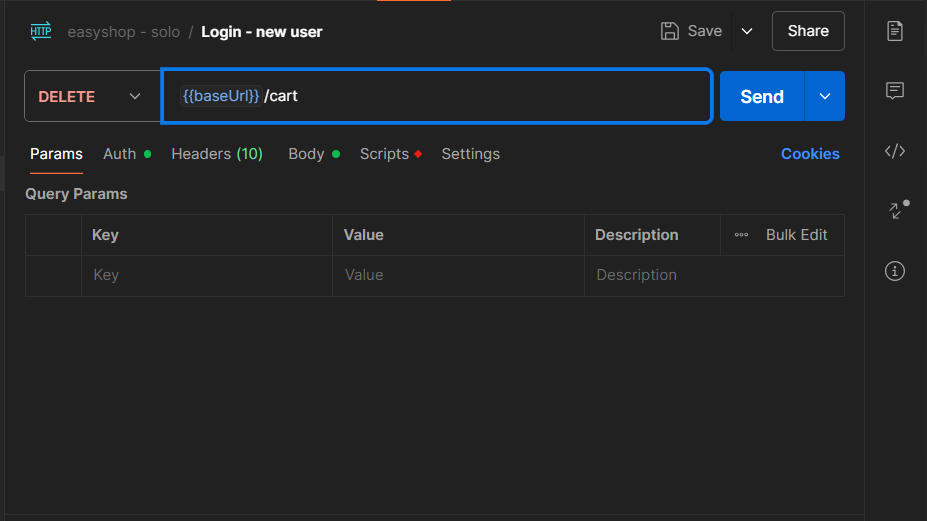 HTTP easyshop - solo / Login - new user Save Share
DELETE {{baseUrl}} /cart Send
Params Auth Headers (10) Body Scripts Settings Cookies
Query Params
Key Value Description Bulk Edit
Key Value Description